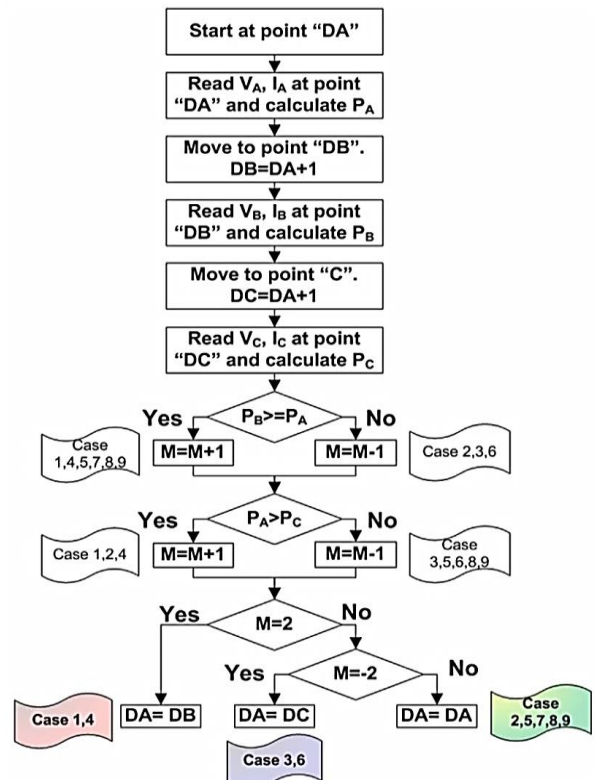 Start at point “DA”
Read VA, IA at point
“DA” and calculate PA
Move to point “DB”.
DB=DA+1
Read VB, IB at point
“DB” and calculate PB
Move to point “C”.
DC=DA+1
Read VC, IC at point
“DC” and calculate PC
PB>=PA
Yes
No
Case
1,4,5,7,8,9
M=M+1
M=M-1
Case 2,3,6
PA>PC
Yes
No
Case 1,2,4
M=M+1
M=M-1
Case
3,5,6,8,9
M=2
Yes
No
M=-2
Yes
No
Case 1,4
DA= DB
DA= DC
DA= DA
Case
2,5,7,8,9
Case 3,6